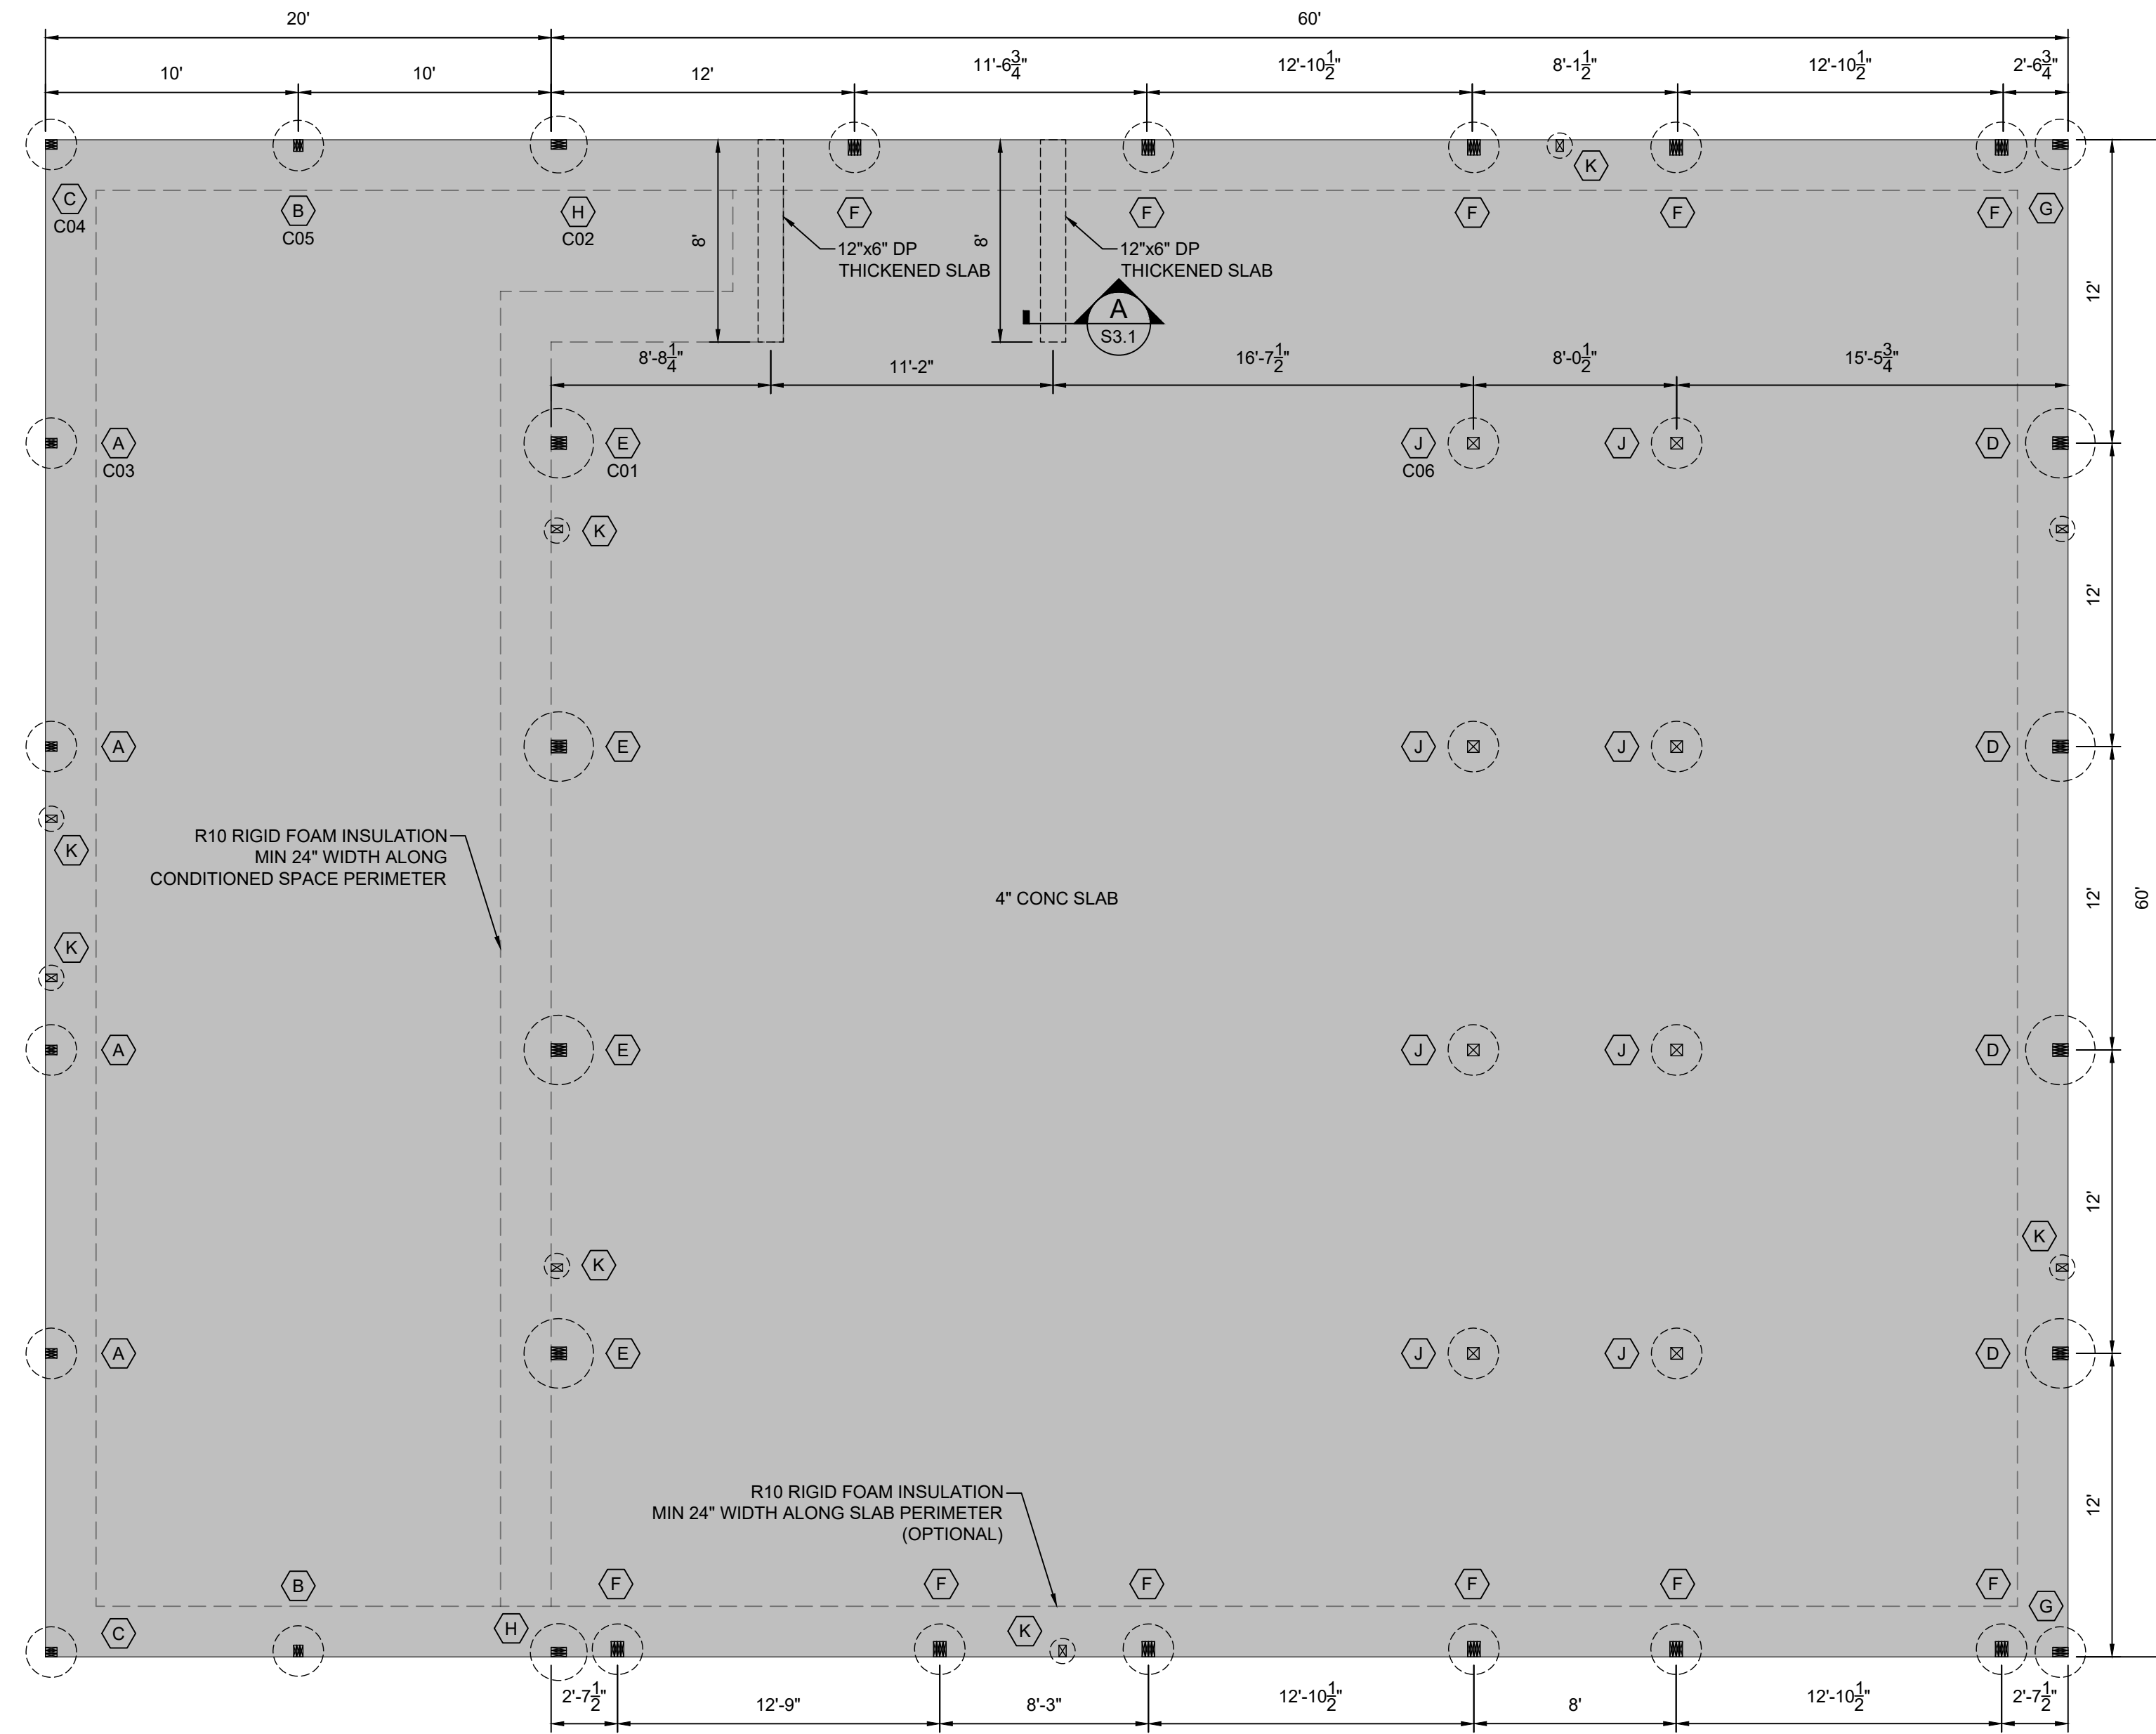 20'
60'
10'
10'
12'
11'-6 3/4"
12'-10 1/2"
8'-1 1/2"
12'-10 1/2"
2'-6 3/4"
C
C04
B
C05
H
C02
F
F
F
K
F
F
G
8'
12"x6" DP
THICKENED SLAB
8'
12"x6" DP
THICKENED SLAB
A
S3.1
12'
8'-8 1/4"
11'-2"
16'-7 1/2"
8'-0 1/2"
15'-5 3/4"
A
C03
E
C01
J
C06
J
D
K
12'
A
E
J
J
D
K
R10 RIGID FOAM INSULATION
MIN 24" WIDTH ALONG
CONDITIONED SPACE PERIMETER
4" CONC SLAB
12'
60'
K
A
E
J
J
D
12'
K
K
A
E
J
J
D
R10 RIGID FOAM INSULATION
MIN 24" WIDTH ALONG SLAB PERIMETER
(OPTIONAL)
12'
B
F
F
F
F
F
F
G
C
H
K
2'-7 1/2"
12'-9"
8'-3"
12'-10 1/2"
8'
12'-10 1/2"
2'-7 1/2"